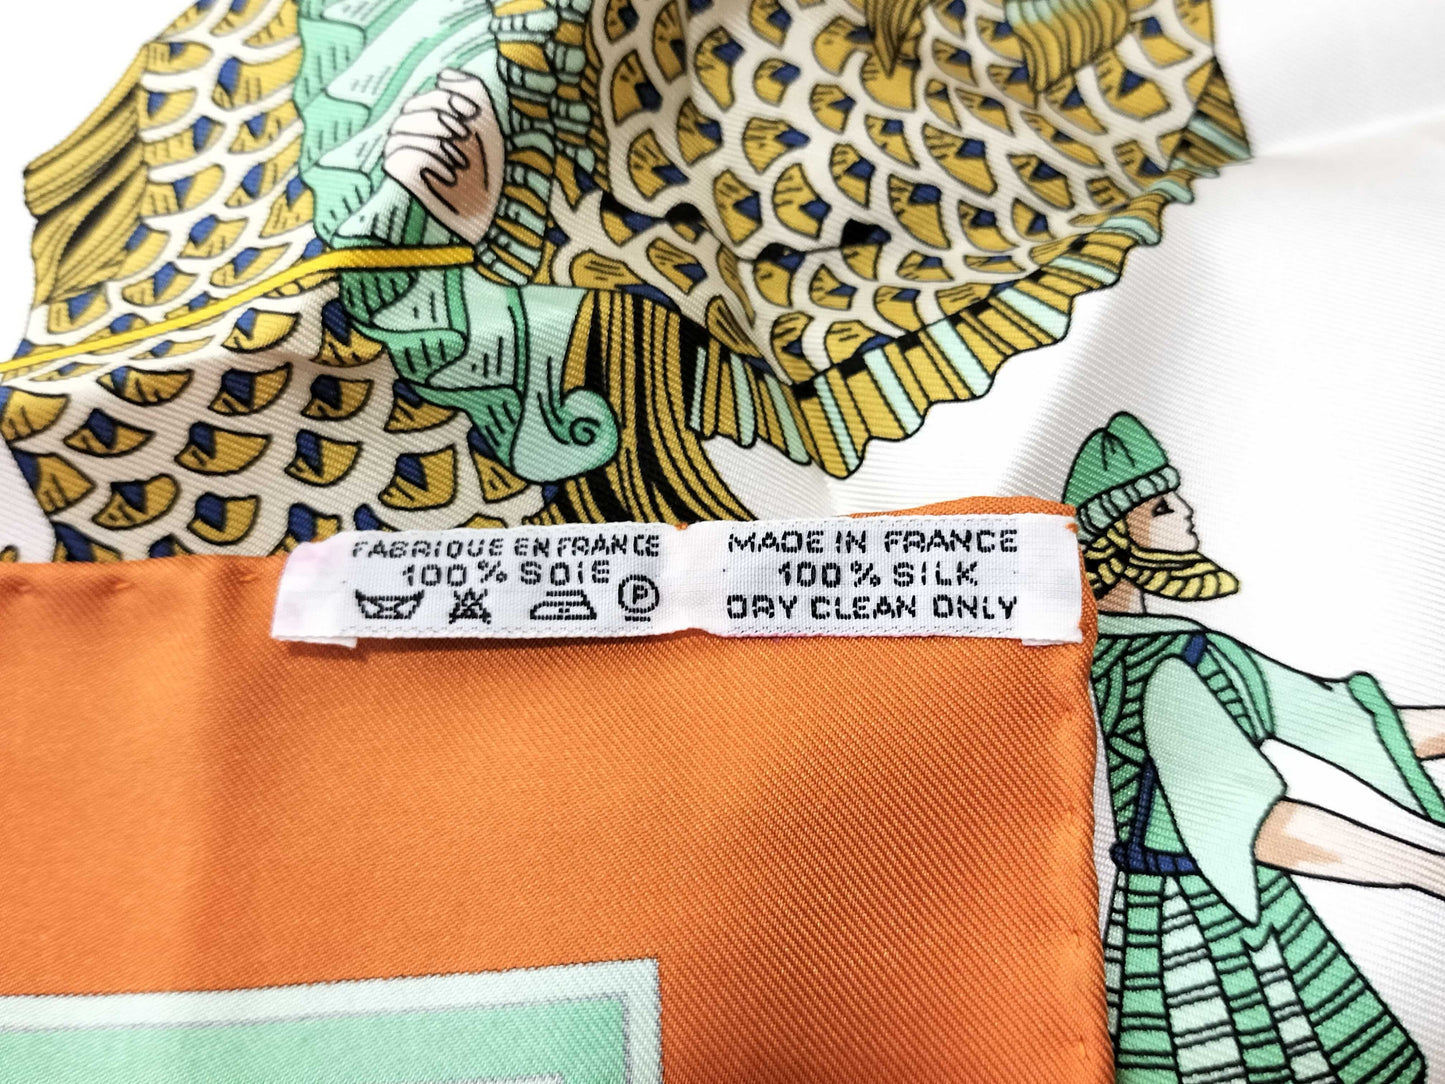 FABRIQUE EN FRANCE
100% SOIE
P
MADE IN FRANCE
100% SILK
DRY CLEAN ONLY